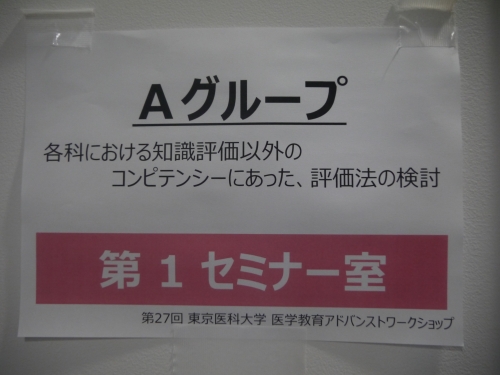 Aグループ
各科における知識評価以外の
コンピテンシーにあった、評価法の検討
第 1 セミナー室
第27回 東京医科大学 医学教育アドバンストワークショップ